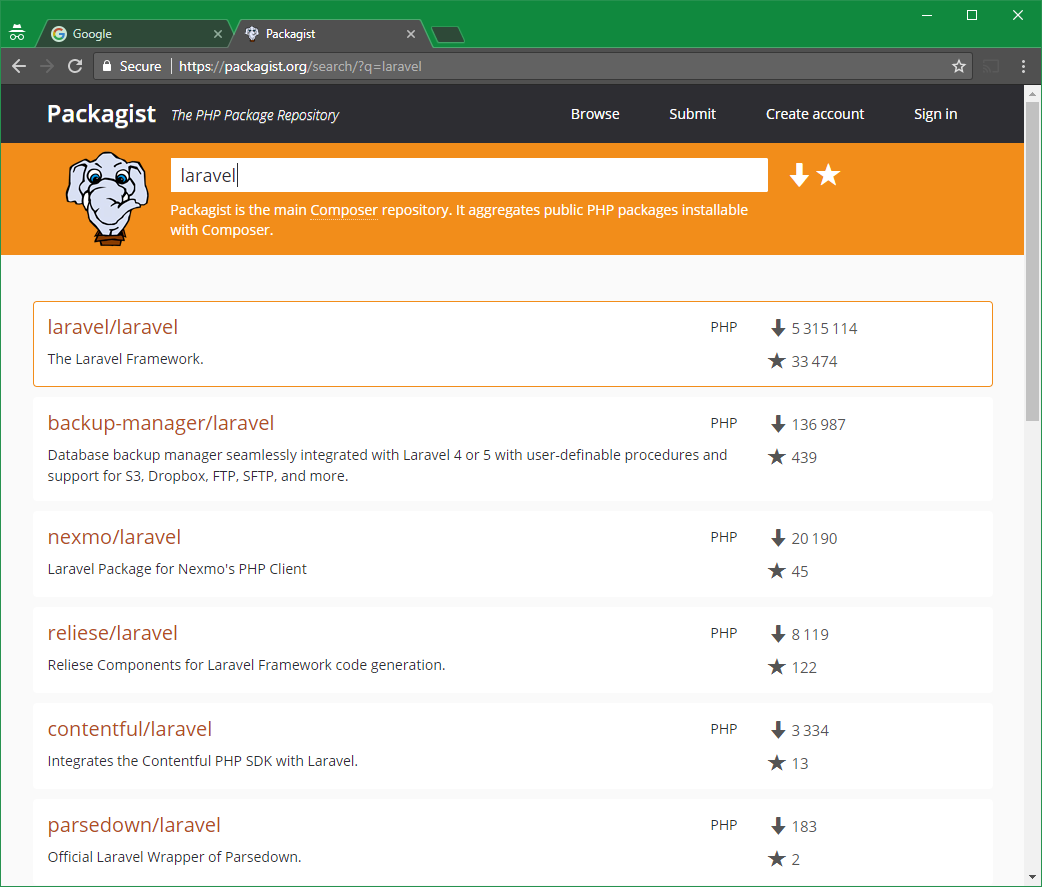 Google
Packagist
Secure https://packagist.org/search/?q=laravel
Packagist The PHP Package Repository Browse Submit Create account Sign in
laravel
Packagist is the main Composer repository. It aggregates public PHP packages installable
with Composer.
laravel/laravel PHP 5 315 114
The Laravel Framework. 33 474
backup-manager/laravel PHP 136 987
Database backup manager seamlessly integrated with Laravel 4 or 5 with user-definable procedures and 439
support for S3, Dropbox, FTP, SFTP, and more.
nexmo/laravel PHP 20 190
Laravel Package for Nexmo's PHP Client 45
reliese/laravel PHP 8 119
Reliese Components for Laravel Framework code generation. 122
contentful/laravel PHP 3 334
Integrates the Contentful PHP SDK with Laravel. 13
parsedown/laravel PHP 183
Official Laravel Wrapper of Parsedown. 2